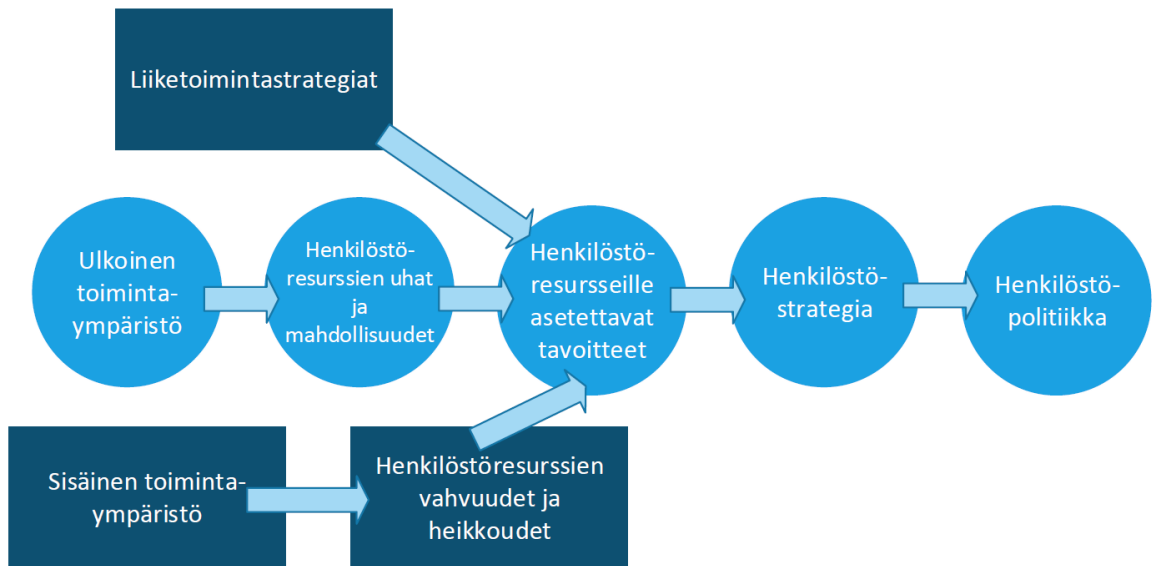 Liiketoimintastrategiat
Ulkoinen
toiminta-
ympäristö
Henkilöstö-
resurssien uhat
ja
mahdollisuudet
Henkilöstö-
resursseille
asetettavat
tavoitteet
Henkilöstö-
strategia
Henkilöstö-
politiikka
Sisäinen toiminta-
ympäristö
Henkilöstöresurssien
vahvuudet ja
heikkoudet